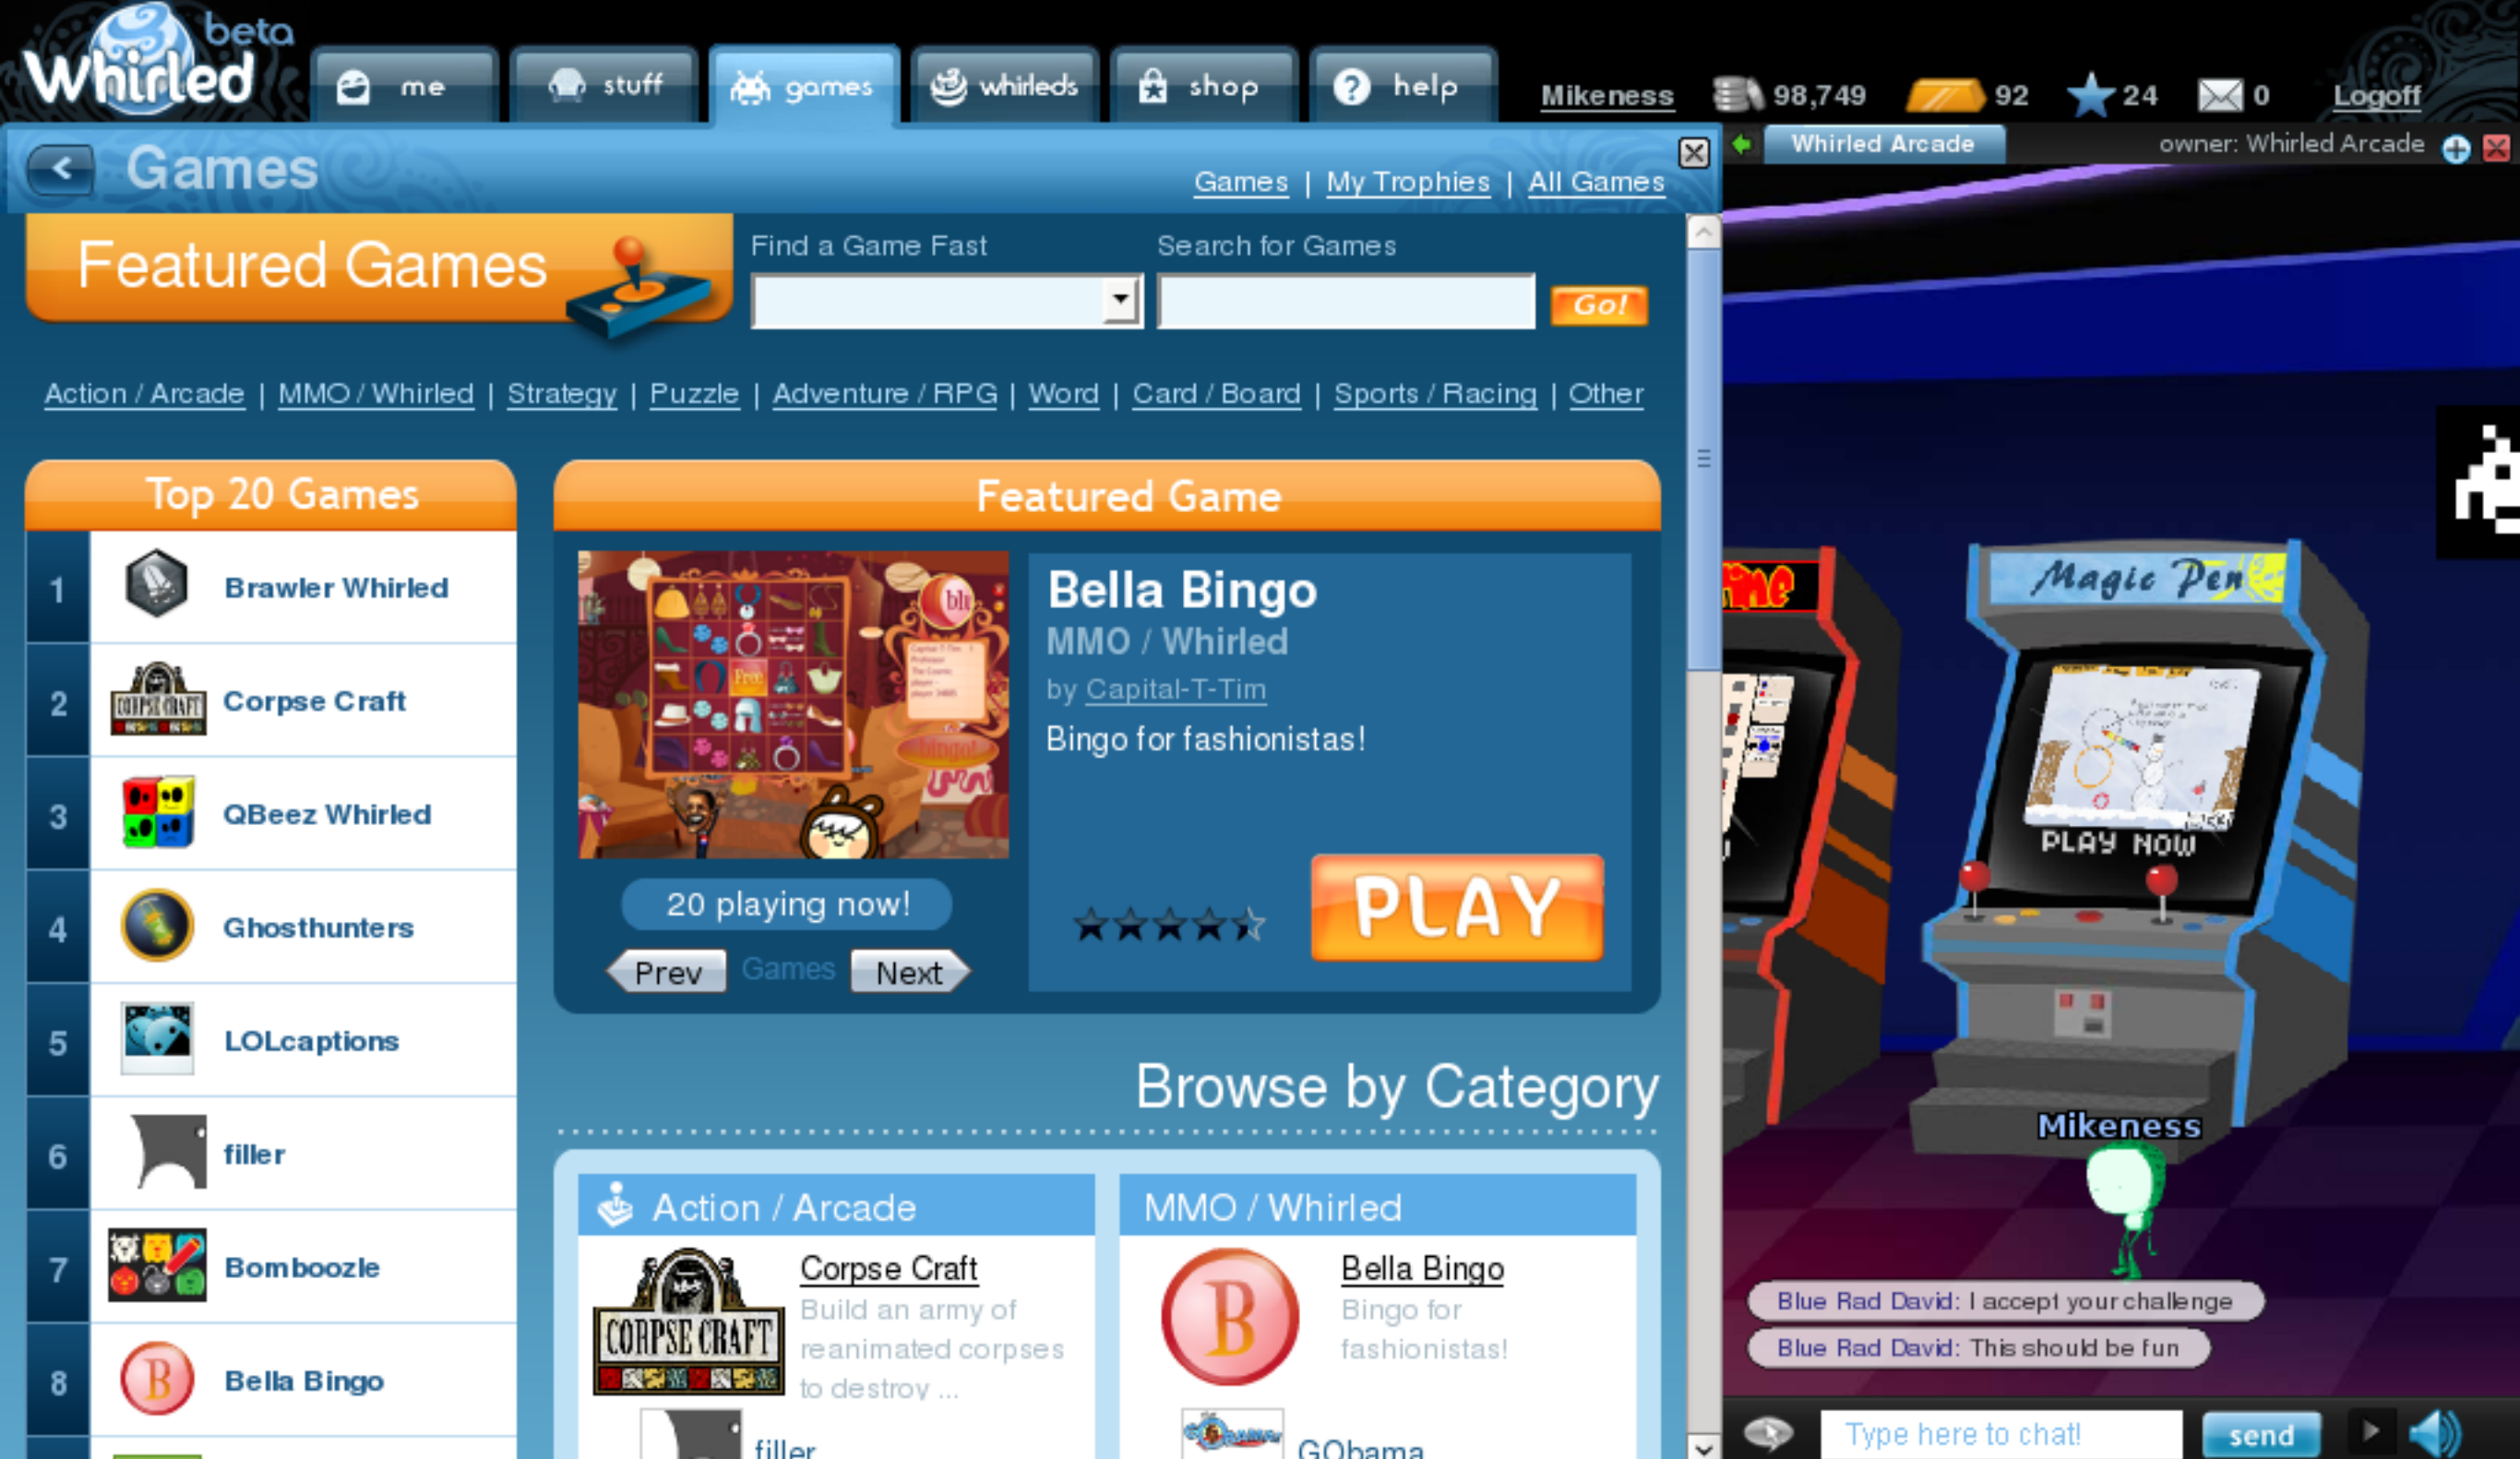 beta
Whirled
me
stuff
games
whirleds
shop
help
Mikeness
98,749
92
24
0
Logoff
Games
Games | My Trophies | All Games
Whirled Arcade
owner: Whirled Arcade
Featured Games
Find a Game Fast
Search for Games
Go!
Action / Arcade | MMO / Whirled | Strategy | Puzzle | Adventure / RPG | Word | Card / Board | Sports / Racing | Other
Top 20 Games
1 Brawler Whirled
2 CORPSE CRAFT Corpse Craft
3 QBeez Whirled
4 Ghosthunters
5 LOLcaptions
6 filler
7 Bomboozle
8 B Bella Bingo
Featured Game
Free
bingo!
Bella Bingo
MMO / Whirled
by Capital-T-Tim
Bingo for fashionistas!
20 playing now!
Prev Games Next
PLAY
Browse by Category
Action / Arcade
CORPSE CRAFT
Corpse Craft
Build an army of
reanimated corpses
to destroy ...
filler
MMO / Whirled
B
Bella Bingo
Bingo for
fashionistas!
GObama
Magic Pen
PLAY NOW
Mikeness
Blue Rad David: I accept your challenge
Blue Rad David: This should be fun
Type here to chat!
send